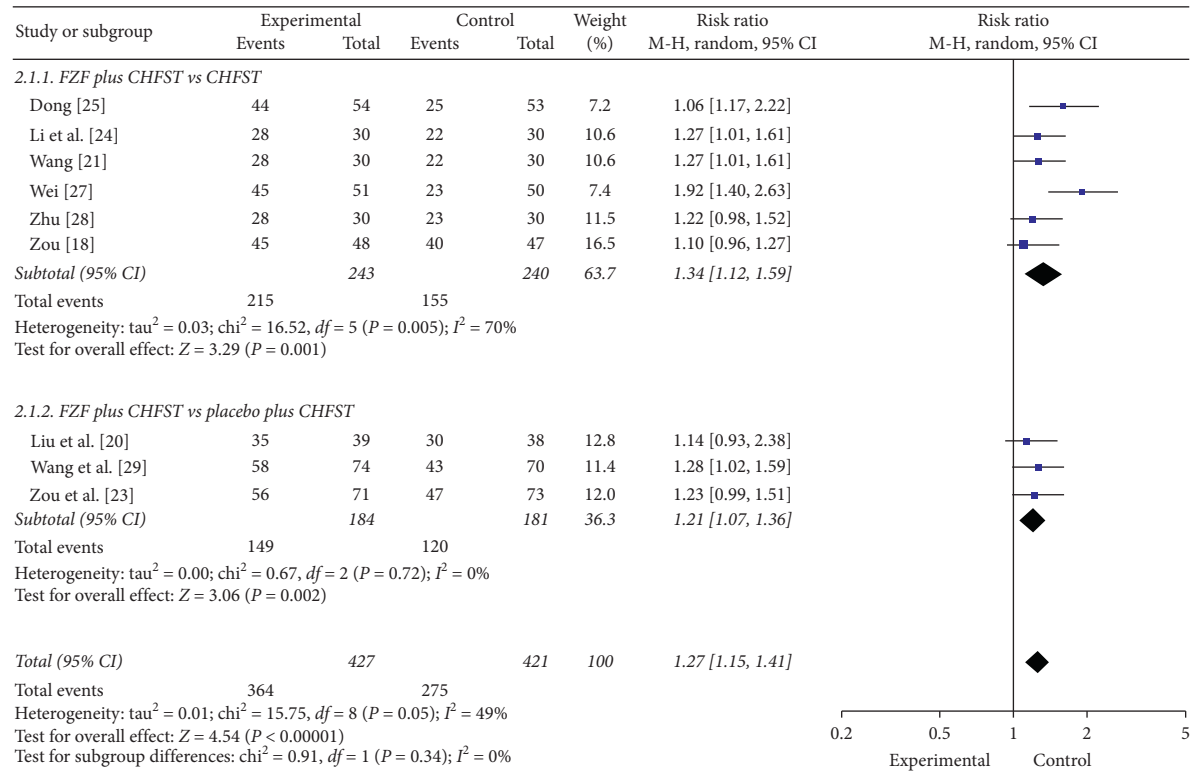 Study or subgroup Experimental Control Weight Risk ratio Risk ratio
Events Total Events Total (%) M-H, random, 95% CI M-H, random, 95% CI
2.1.1. FZF plus CHFST vs CHFST
Dong [25] 44 54 25 53 7.2 1.06 [1.17, 2.22]
Li et al. [24] 28 30 22 30 10.6 1.27 [1.01, 1.61]
Wang [21] 28 30 22 30 10.6 1.27 [1.01, 1.61]
Wei [27] 45 51 23 50 7.4 1.92 [1.40, 2.63]
Zhu [28] 28 30 23 30 11.5 1.22 [0.98, 1.52]
Zou [18] 45 48 40 47 16.5 1.10 [0.96, 1.27]
Subtotal (95% CI) 243 240 63.7 1.34 [1.12, 1.59]
Total events 215 155
Heterogeneity: tau² = 0.03; chi² = 16.52, df = 5 (P = 0.005); I² = 70%
Test for overall effect: Z = 3.29 (P = 0.001)
2.1.2. FZF plus CHFST vs placebo plus CHFST
Liu et al. [20] 35 39 30 38 12.8 1.14 [0.93, 2.38]
Wang et al. [29] 58 74 43 70 11.4 1.28 [1.02, 1.59]
Zou et al. [23] 56 71 47 73 12.0 1.23 [0.99, 1.51]
Subtotal (95% CI) 184 181 36.3 1.21 [1.07, 1.36]
Total events 149 120
Heterogeneity: tau² = 0.00; chi² = 0.67, df = 2 (P = 0.72); I² = 0%
Test for overall effect: Z = 3.06 (P = 0.002)
Total (95% CI) 427 421 100 1.27 [1.15, 1.41]
Total events 364 275
Heterogeneity: tau² = 0.01; chi² = 15.75, df = 8 (P = 0.05); I² = 49%
Test for overall effect: Z = 4.54 (P < 0.00001)
Test for subgroup differences: chi² = 0.91, df = 1 (P = 0.34); I² = 0%
0.2 0.5 1 2 5
Experimental Control